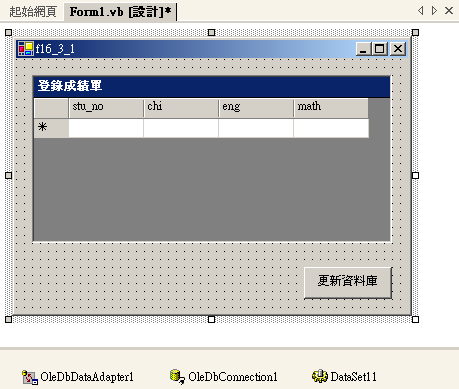 起始網頁 Form1.vb [設計]*
f16_3_1
登錄成績單
stu_no chi eng math
*
更新資料庫
OleDbDataAdapter1 OleDbConnection1 DataSet11